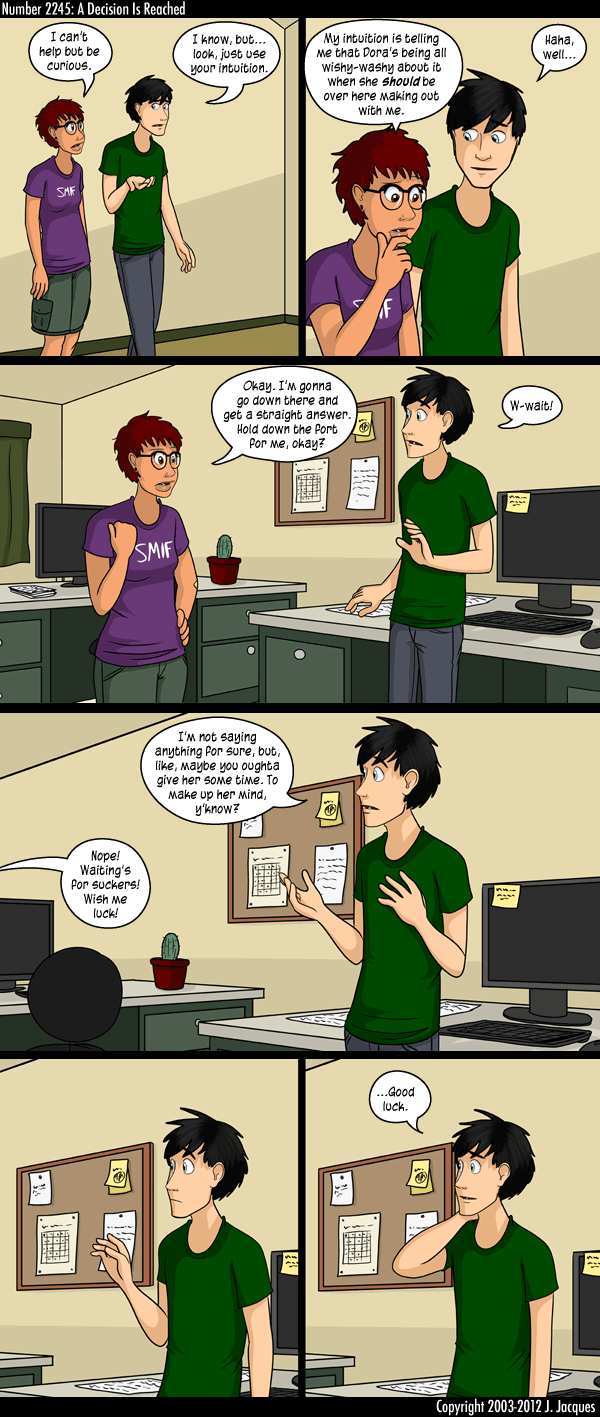 Number 2245: A Decision Is Reached
I can't
help but be
curious.
I know, but...
look, just use
your intuition.
SMIF
My intuition is telling
me that Dora's being all
wishy-washy about it
when she should be
over here making out
with me.
Haha,
well...
SMIF
Okay. I'm gonna
go down there and
get a straight answer.
Hold down the fort
for me, okay?
W-wait!
SMIF
I'm not saying
anything for sure, but,
like, maybe you oughta
give her some time. To
make up her mind,
y'know?
Nope!
Waiting's
for suckers!
Wish me
luck!
...Good
luck.
Copyright 2003-2012 J. Jacques